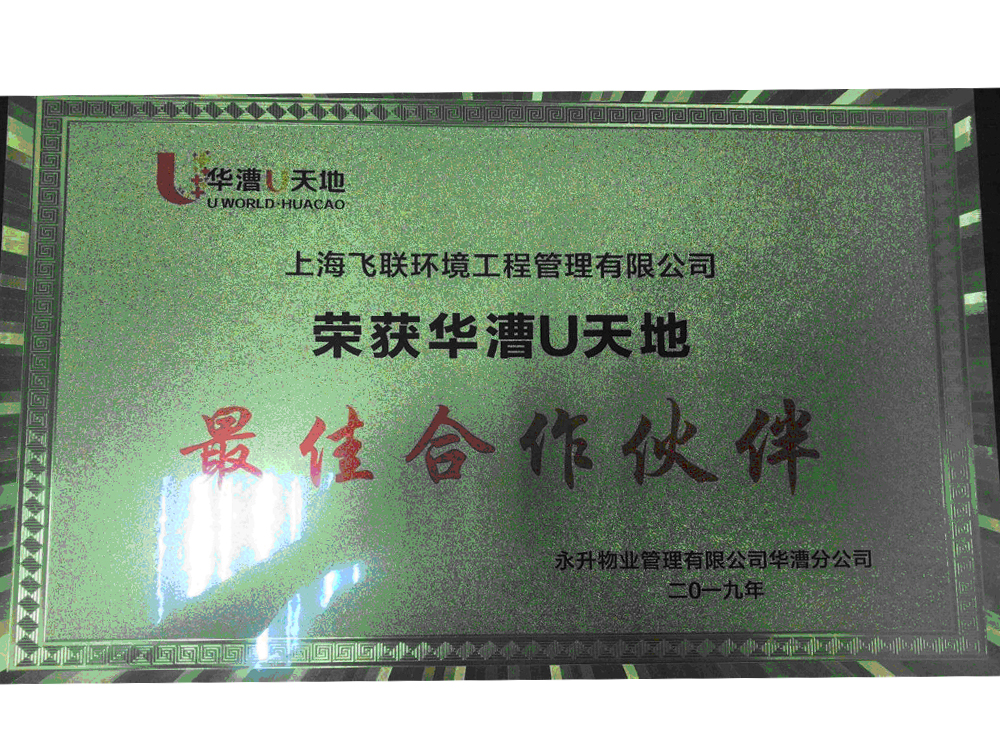 华漕U天地
U WORLD·HUACAO
上海飞联环境工程管理有限公司
荣获华漕U天地
最佳合作伙伴
永升物业管理有限公司华漕分公司
二0一九年